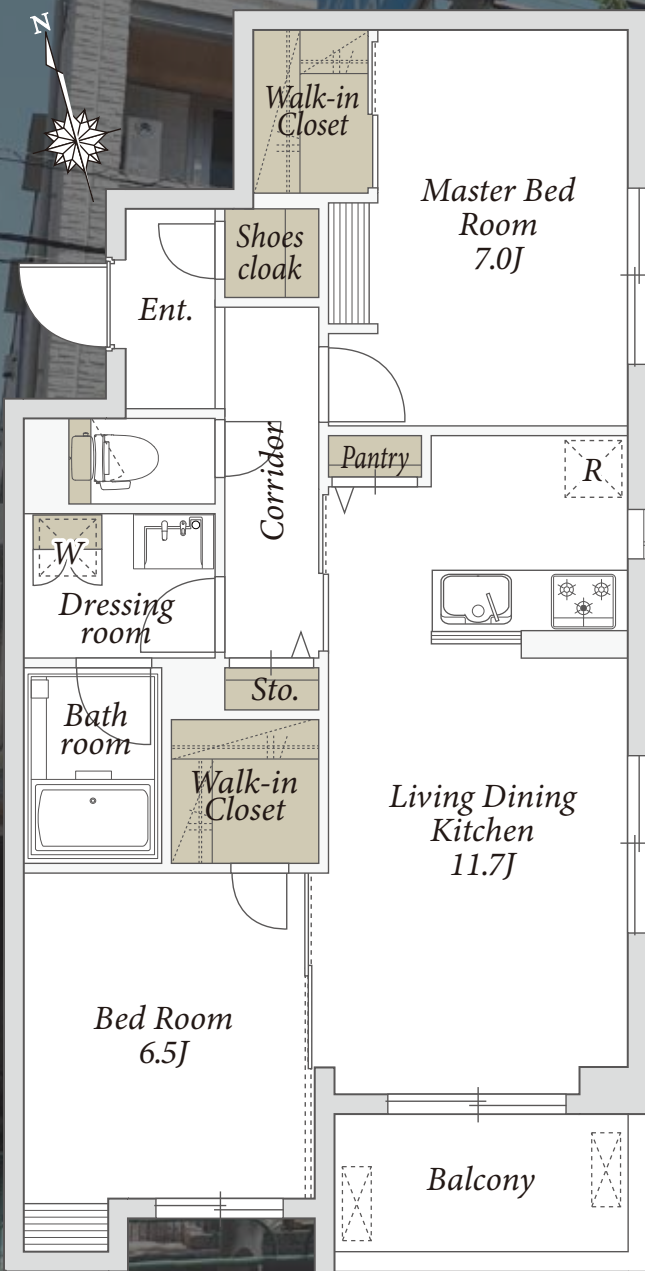 N
Walk-in
Closet
Master Bed
Room
7.0J
Shoes
cloak
Ent.
Corridor
Pantry
R
W
Dressing
room
Sto.
Bath
room
Walk-in
Closet
Living Dining
Kitchen
11.7J
Bed Room
6.5J
Balcony